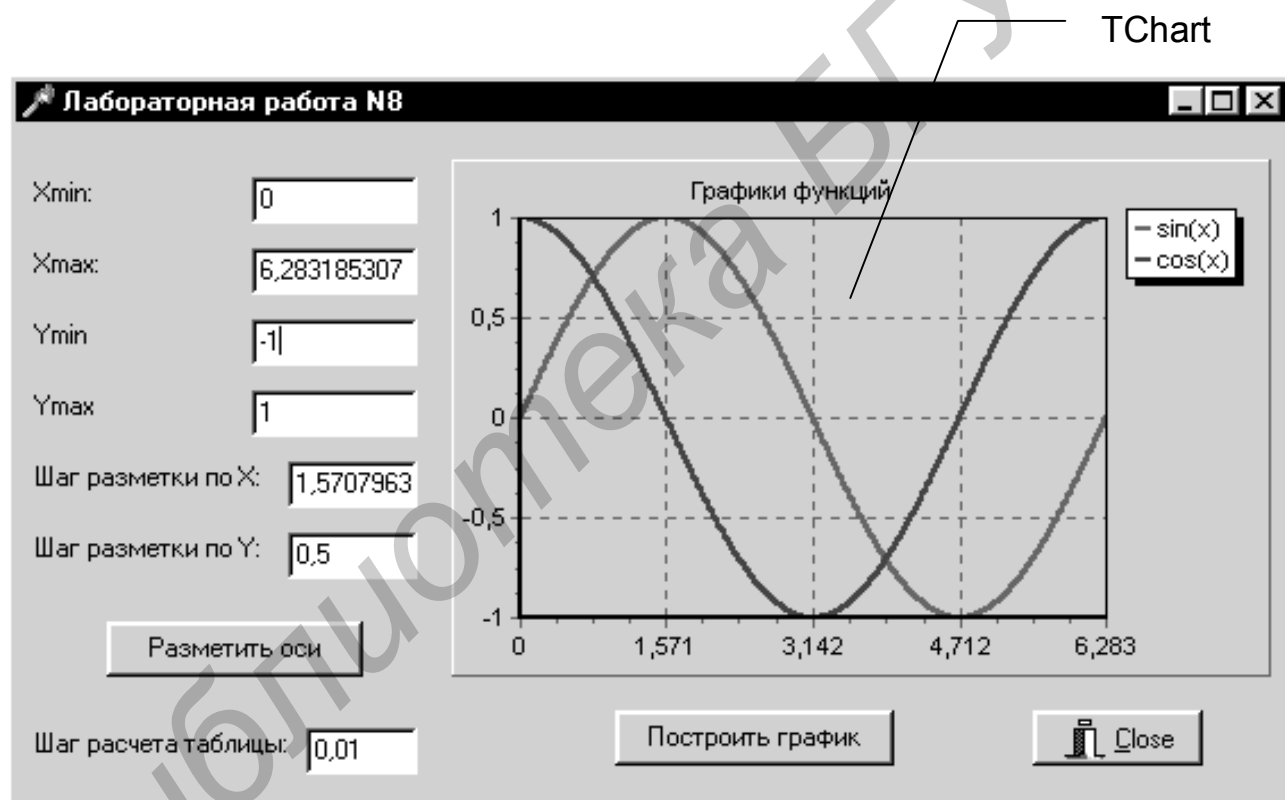 TChart
Лабораторная работа N8
Xmin:
0
Xmax:
6,283185307
Ymin
-1
Ymax
1
Шаг разметки по X:
1,5707963
Шаг разметки по Y:
0,5
Разметить оси
Шаг расчета таблицы:
0,01
Графики функций
1
0,5
0
-0,5
-1
0
1,571
3,142
4,712
6,283
sin(x)
cos(x)
Построить график
Close
БГУ